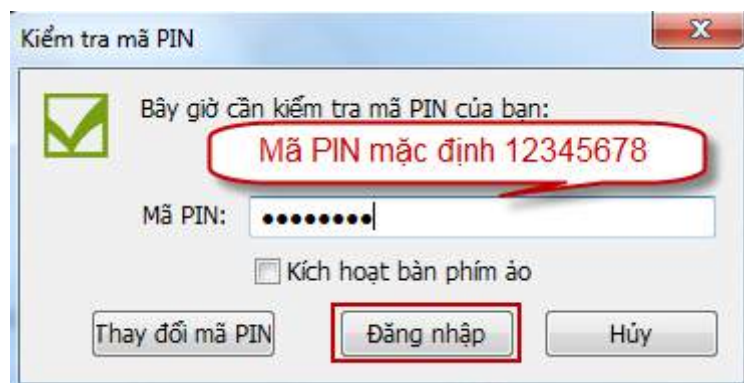 Kiểm tra mã PIN
Bây giờ cần kiểm tra mã PIN của bạn:
Mã PIN mặc định 12345678
Mã PIN: ••••••••
Kích hoạt bàn phím ảo
Thay đổi mã PIN Đăng nhập Hủy